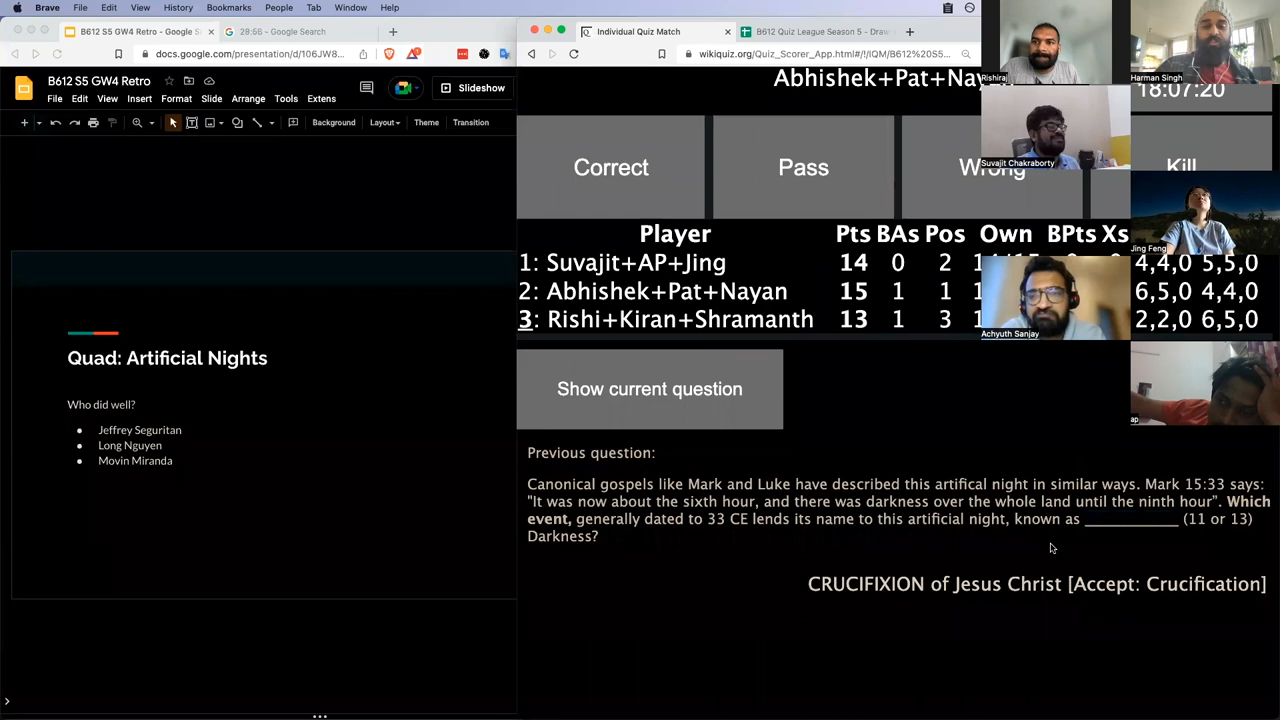 Brave File Edit View History Bookmarks People Tab Window Help
B612 S5 GW4 Retro - Google S
28:56 - Google Search
docs.google.com/presentation/d/106JW8...
B612 S5 GW4 Retro
File Edit View Insert Format Slide Arrange Tools Extens
Slideshow
Background Layout Theme Transition
Quad: Artificial Nights
Who did well?
Jeffrey Seguritan
Long Nguyen
Movin Miranda
Individual Quiz Match
B612 Quiz League Season 5 - Draw
wikiquiz.org/Quiz_Scorer_App.html#/!/IQM/B612%20S5...
Abhishek+Pat+Nayan
18:07:20
Correct Pass Wrong Kill
Player Pts BAs Pos Own BPts Xs
1: Suvajit+AP+Jing 14 0 2 4,4,0 5,5,0
2: Abhishek+Pat+Nayan 15 1 1 6,5,0 4,4,0
3: Rishi+Kiran+Shramanth 13 1 3 2,2,0 6,5,0
Show current question
Previous question:
Canonical gospels like Mark and Luke have described this artifical night in similar ways. Mark 15:33 says:
"It was now about the sixth hour, and there was darkness over the whole land until the ninth hour”. Which
event, generally dated to 33 CE lends its name to this artificial night, known as ____________ (11 or 13)
Darkness?
CRUCIFIXION of Jesus Christ [Accept: Crucification]
Rishiraj
Harman Singh
Suvajit Chakraborty
Jing Feng
Achyuth Sanjay
ap